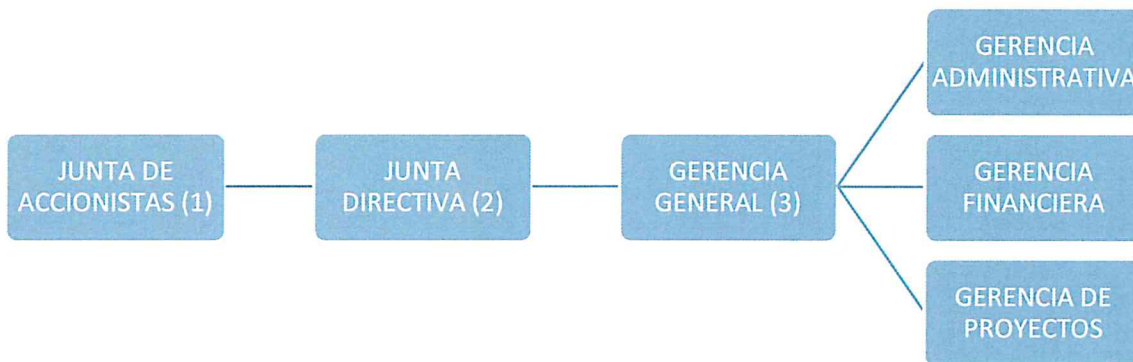 JUNTA DE
ACCIONISTAS (1)
JUNTA
DIRECTIVA (2)
GERENCIA
GENERAL (3)
GERENCIA
ADMINISTRATIVA
GERENCIA
FINANCIERA
GERENCIA DE
PROYECTOS